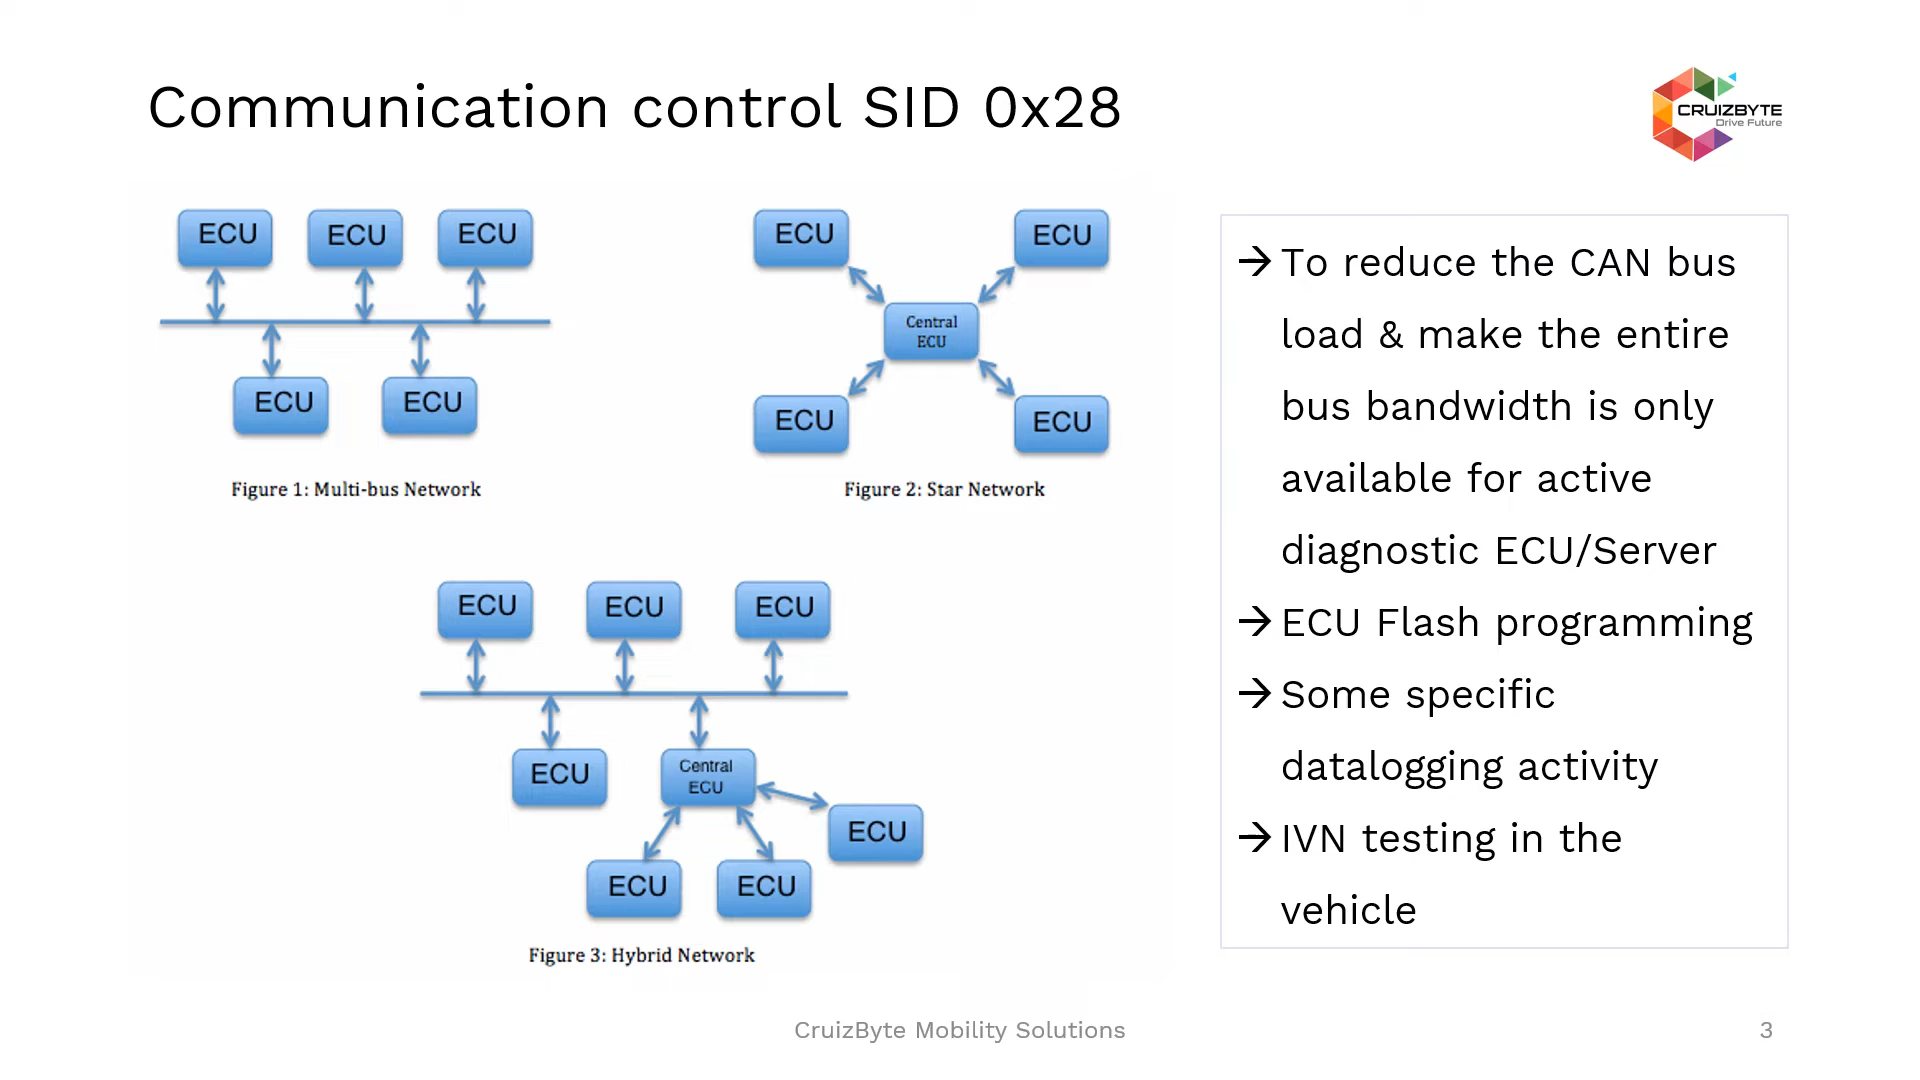 Communication control SID 0x28
CRUIZBYTE
Drive Future
ECU
ECU
ECU
ECU
ECU
Figure 1: Multi-bus Network
ECU
ECU
Central
ECU
ECU
ECU
Figure 2: Star Network
ECU
ECU
ECU
ECU
Central
ECU
ECU
ECU
ECU
Figure 3: Hybrid Network
→ To reduce the CAN bus
load & make the entire
bus bandwidth is only
available for active
diagnostic ECU/Server
→ ECU Flash programming
→ Some specific
datalogging activity
→ IVN testing in the
vehicle
CruizByte Mobility Solutions
3